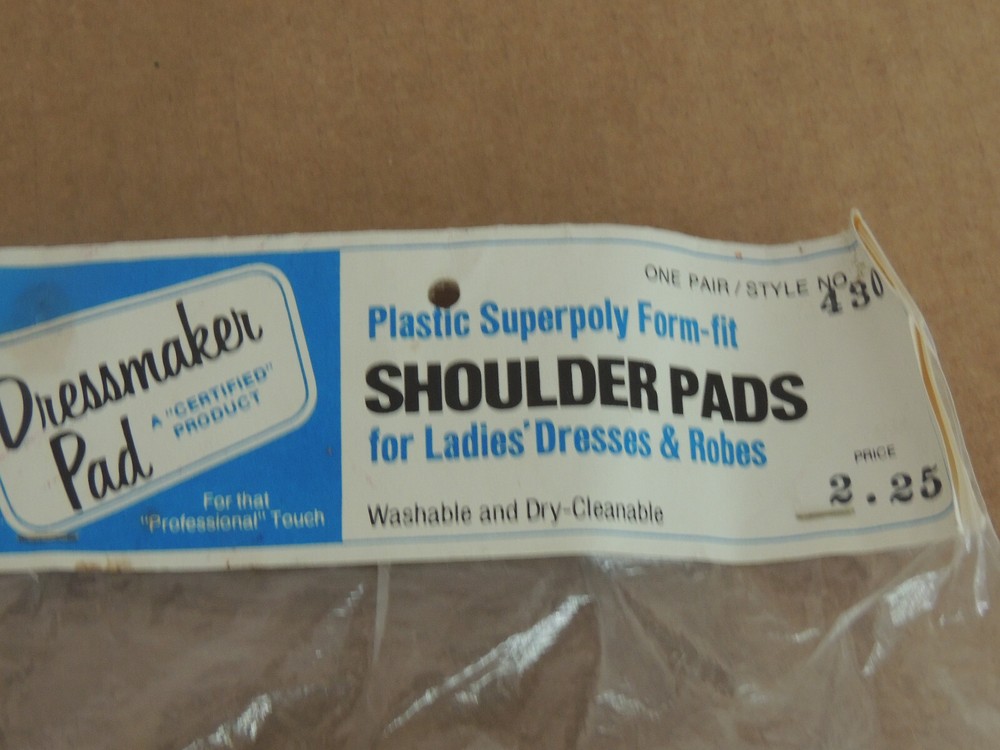 Dressmaker
Pad
A "CERTIFIED"
PRODUCT
For that
"Professional" Touch
ONE PAIR / STYLE NO. 430
Plastic Superpoly Form-fit
SHOULDER PADS
for Ladies' Dresses & Robes
Washable and Dry-Cleanable
PRICE
2.25